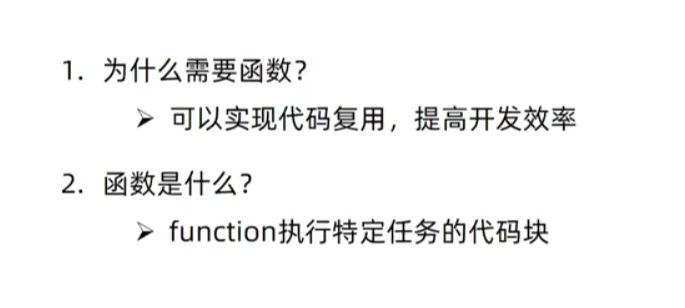 1. 为什么需要函数？
➢ 可以实现代码复用，提高开发效率
2. 函数是什么？
➢ function执行特定任务的代码块